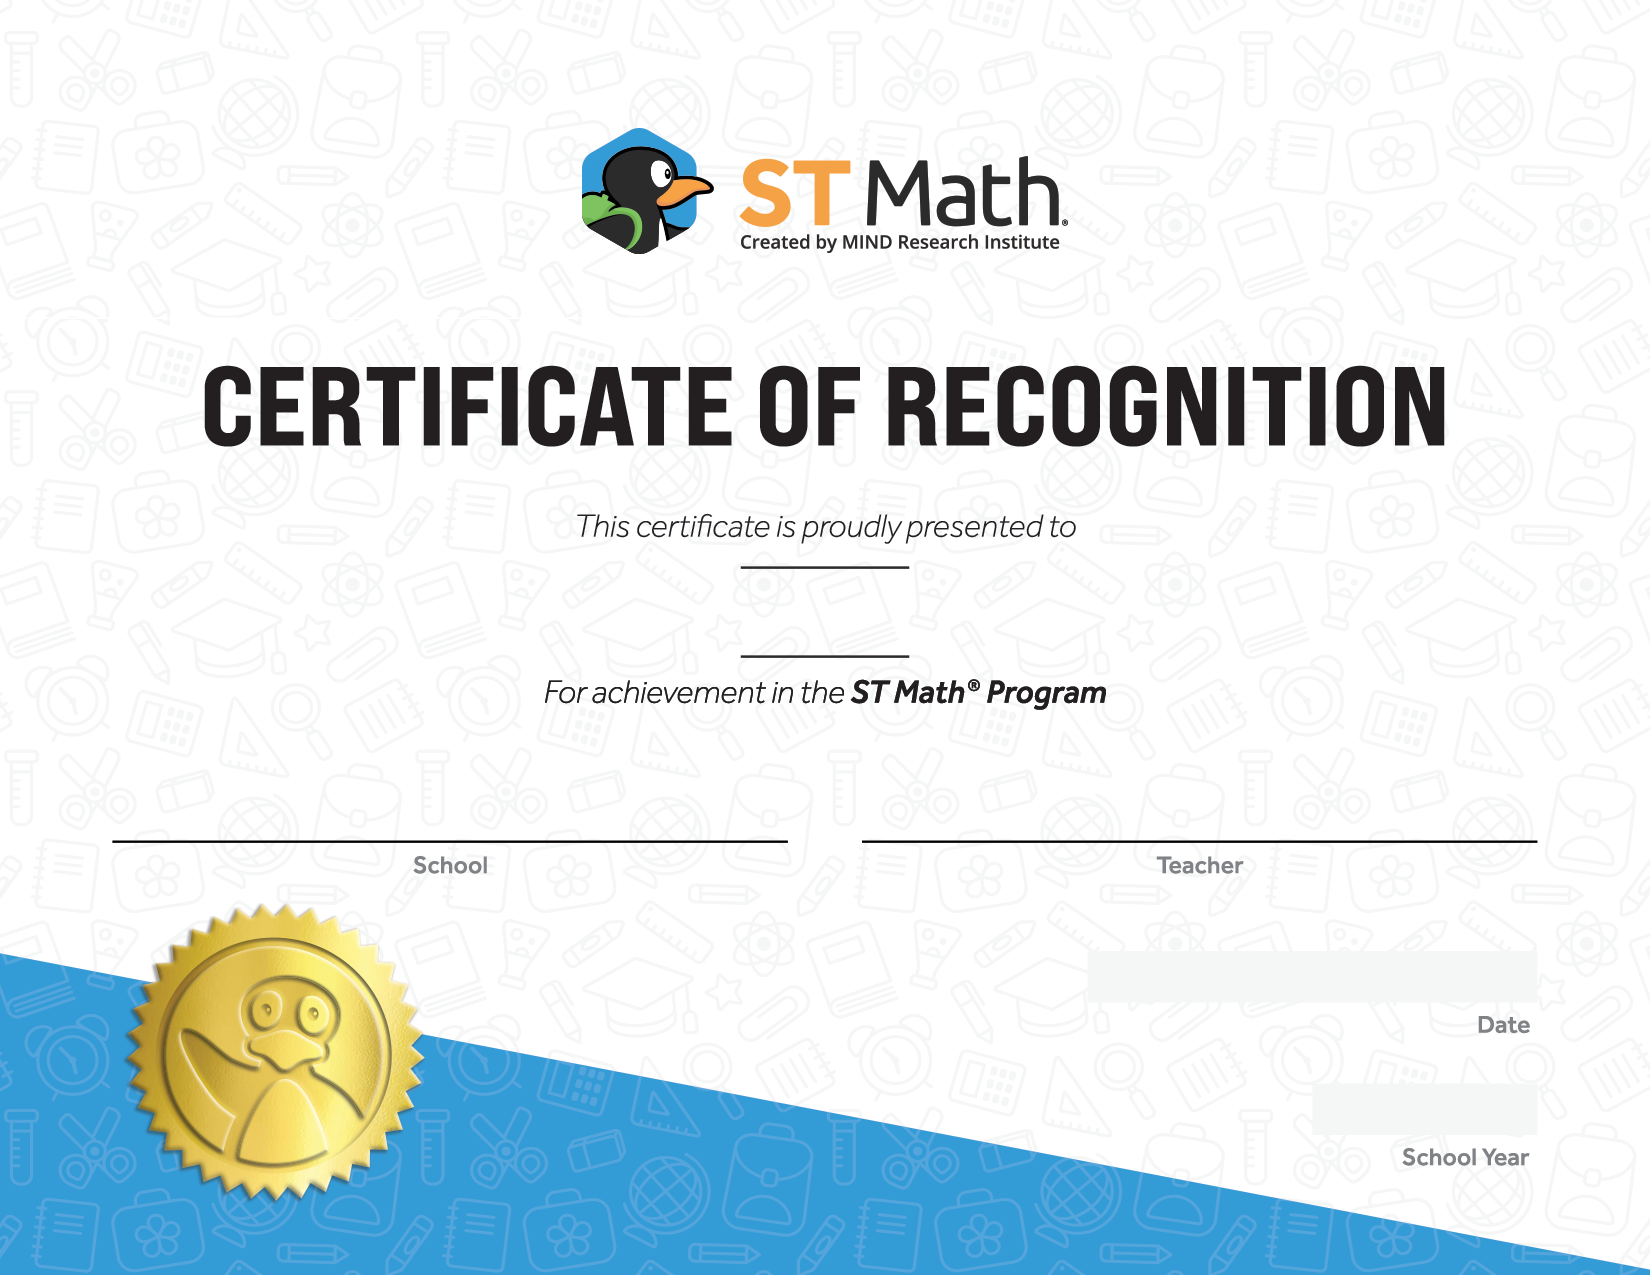 ST Math®
Created by MIND Research Institute
CERTIFICATE OF RECOGNITION
This certificate is proudly presented to
For achievement in the ST Math® Program
School
Teacher
Date
School Year